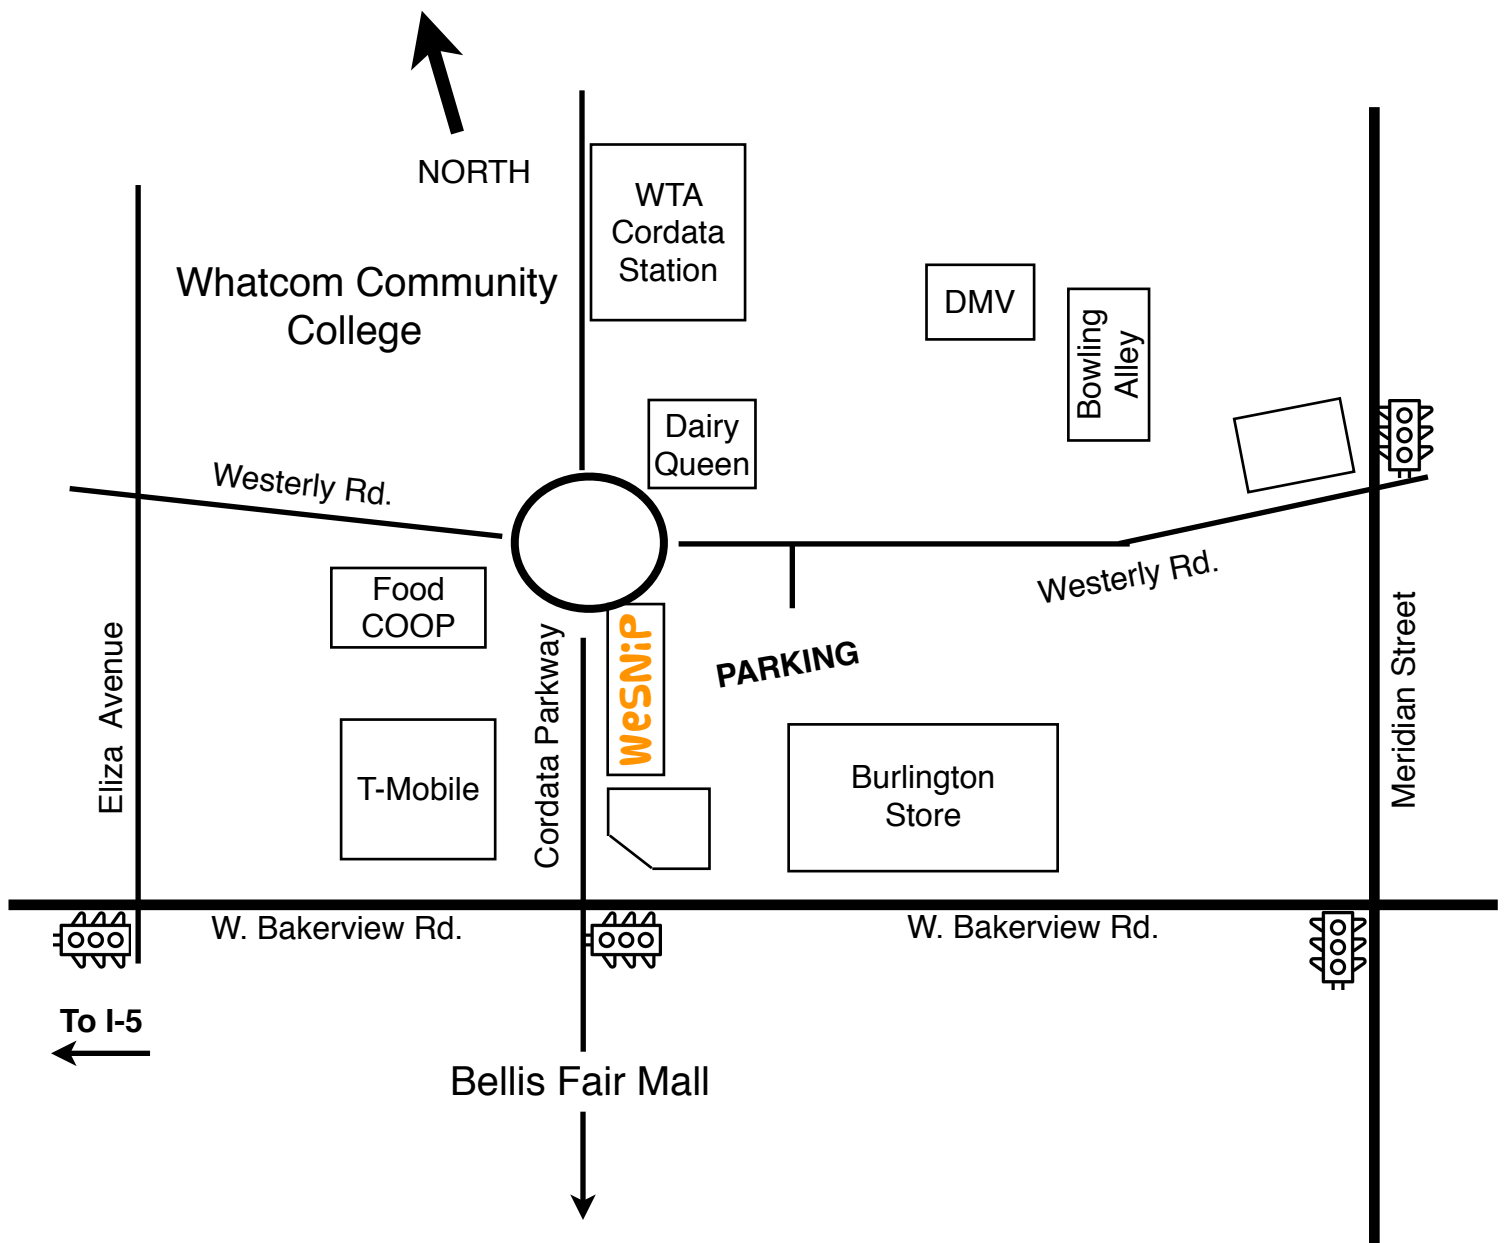 NORTH
WTA
Cordata
Station
Whatcom Community
College
DMV
Bowling
Alley
Dairy
Queen
Westerly Rd.
Westerly Rd.
Food
COOP
Eliza Avenue
Cordata Parkway
WeSNiP
PARKING
Meridian Street
T-Mobile
Burlington
Store
W. Bakerview Rd.
W. Bakerview Rd.
To I-5
Bellis Fair Mall